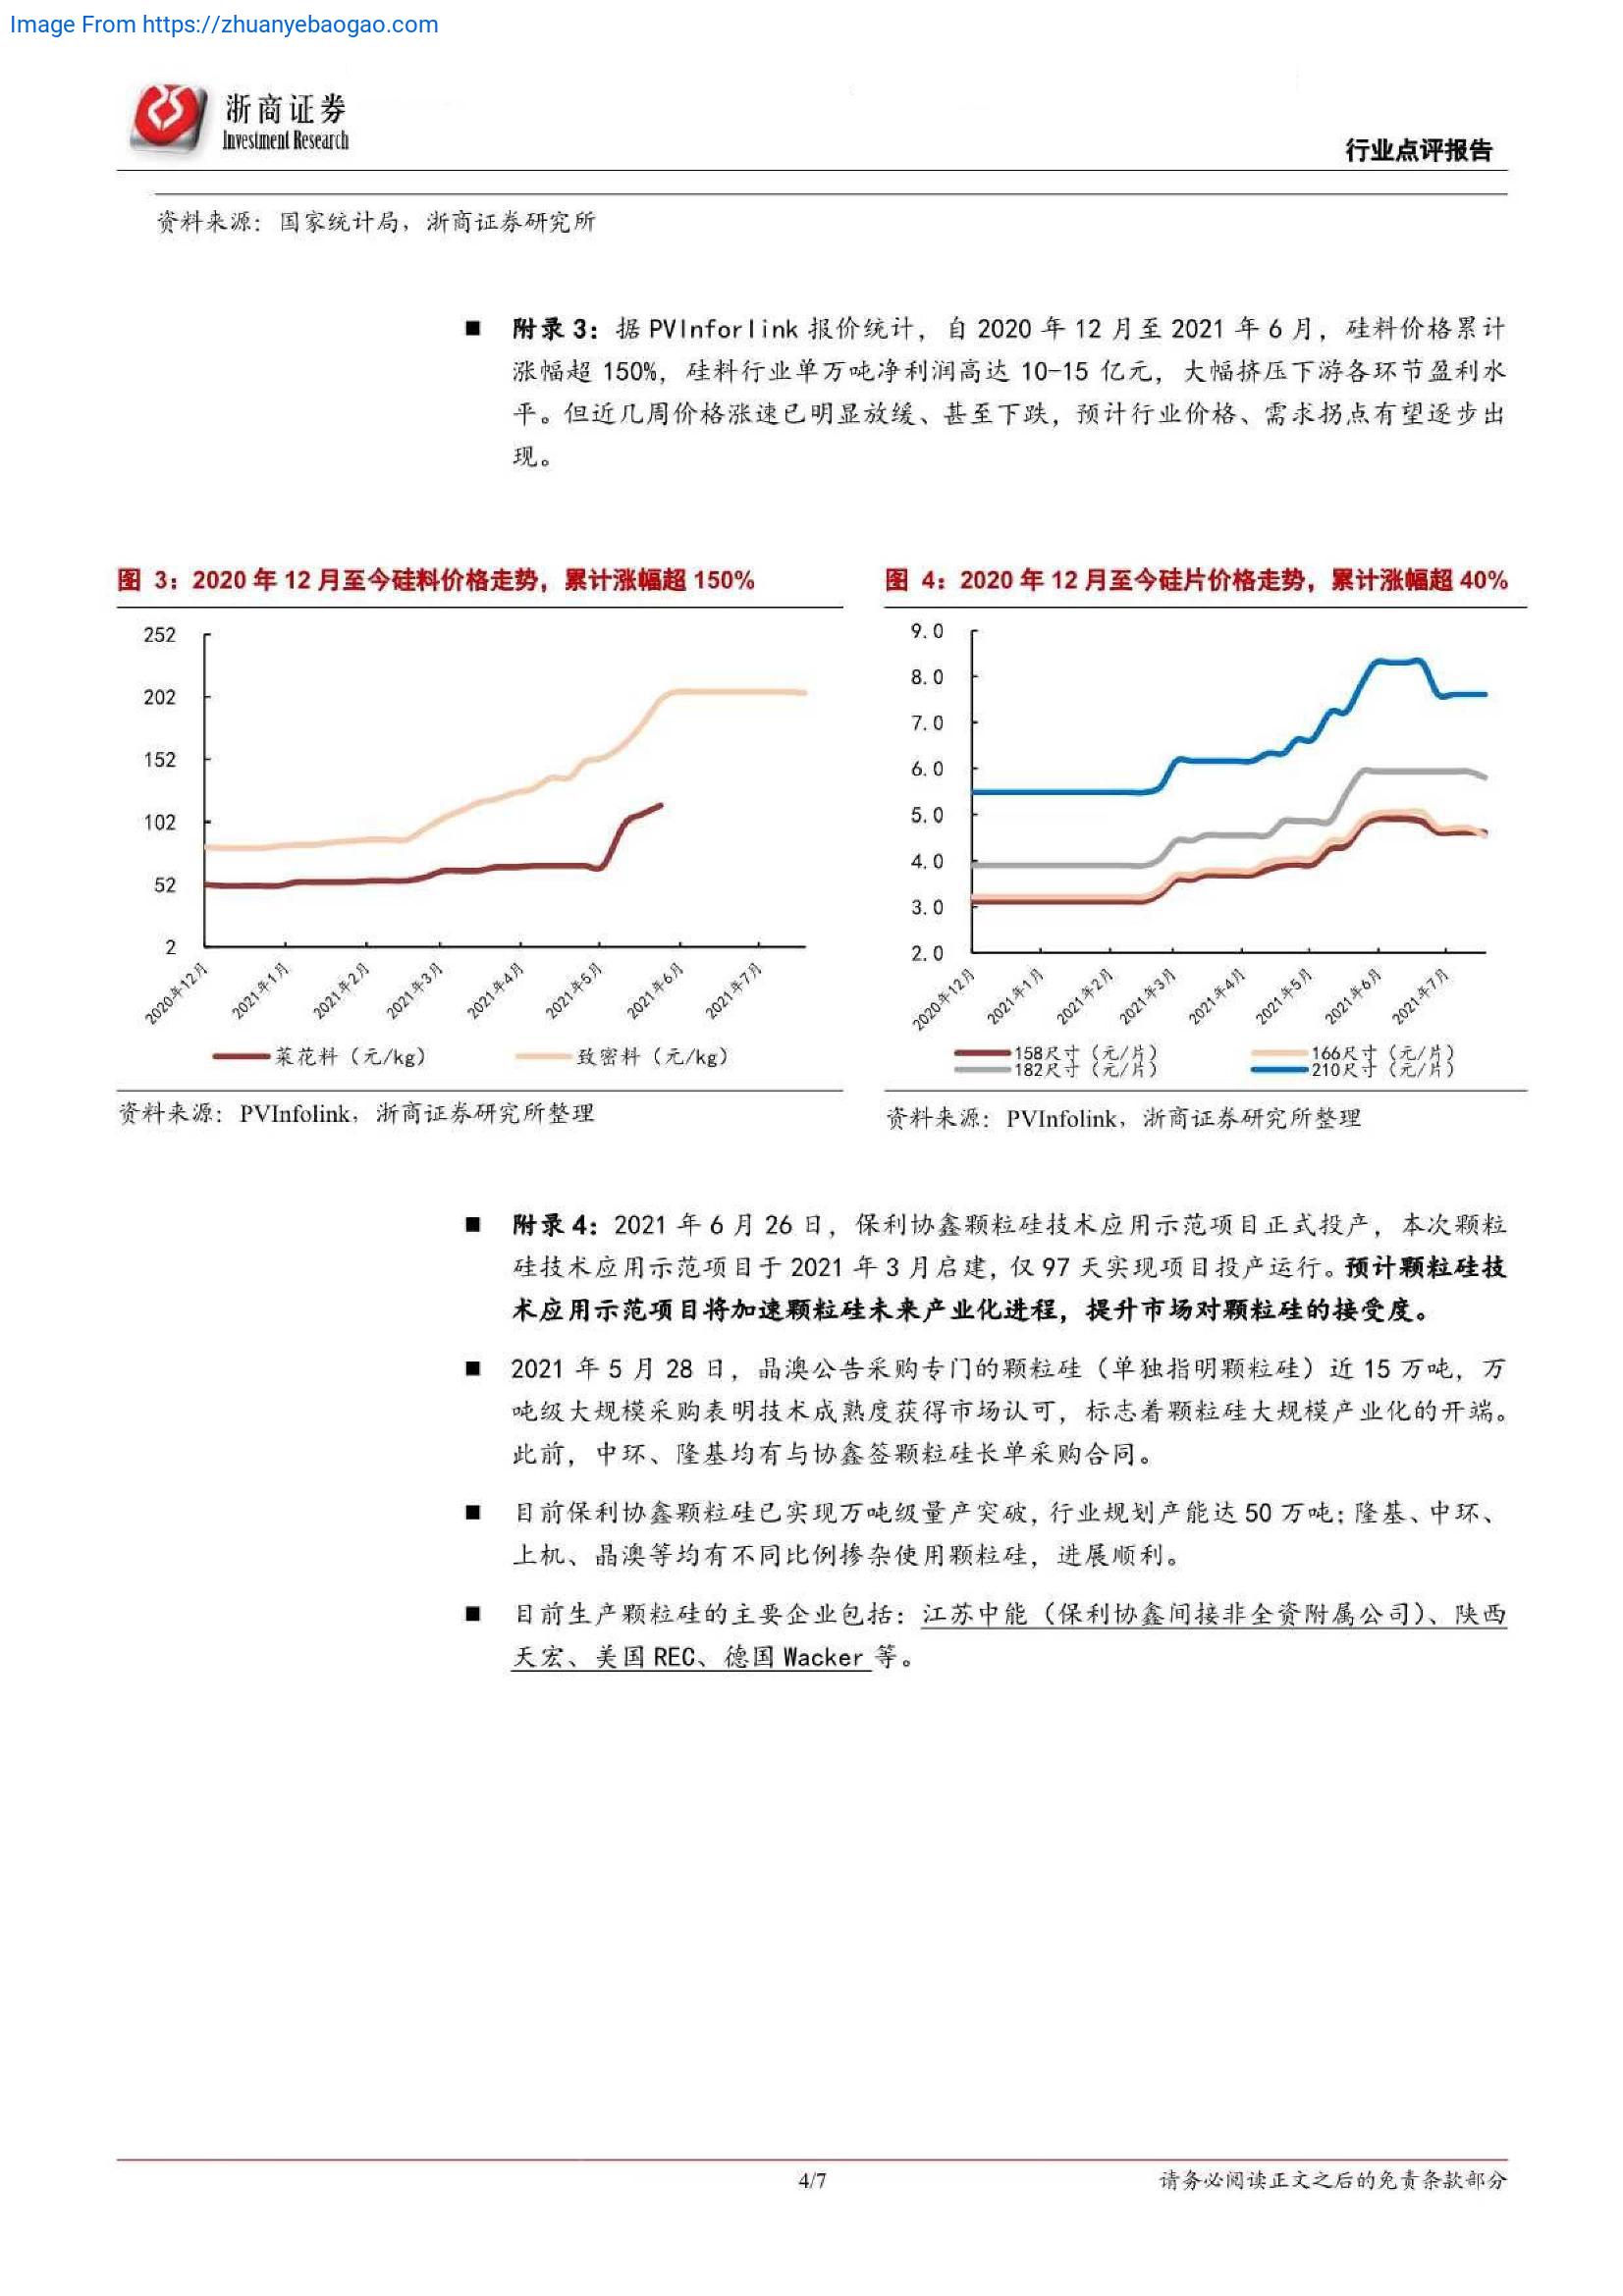 Image From https://zhuanyebaogao.com
浙商证券
Investment Research
行业点评报告
资料来源：国家统计局，浙商证券研究所
■ 附录 3：据 PVInforlink 报价统计，自 2020 年 12 月至 2021 年 6 月，硅料价格累计
涨幅超 150%，硅料行业单万吨净利润高达 10-15 亿元，大幅挤压下游各环节盈利水
平。但近几周价格涨速已明显放缓、甚至下跌，预计行业价格、需求拐点有望逐步出
现。
图 3：2020 年 12 月至今硅料价格走势，累计涨幅超 150%
252
202
152
102
52
2
2020年12月
2021年1月
2021年2月
2021年3月
2021年4月
2021年5月
2021年6月
2021年7月
菜花料（元/kg） 致密料（元/kg）
资料来源：PVInfolink，浙商证券研究所整理
图 4：2020 年 12 月至今硅片价格走势，累计涨幅超 40%
9.0
8.0
7.0
6.0
5.0
4.0
3.0
2.0
2020年12月
2021年1月
2021年2月
2021年3月
2021年4月
2021年5月
2021年6月
2021年7月
158尺寸（元/片） 166尺寸（元/片）
182尺寸（元/片） 210尺寸（元/片）
资料来源：PVInfolink，浙商证券研究所整理
■ 附录 4：2021 年 6 月 26 日，保利协鑫颗粒硅技术应用示范项目正式投产，本次颗粒
硅技术应用示范项目于 2021 年 3 月启建，仅 97 天实现项目投产运行。预计颗粒硅技
术应用示范项目将加速颗粒硅未来产业化进程，提升市场对颗粒硅的接受度。
■ 2021 年 5 月 28 日，晶澳公告采购专门的颗粒硅（单独指明颗粒硅）近 15 万吨，万
吨级大规模采购表明技术成熟度获得市场认可，标志着颗粒硅大规模产业化的开端。
此前，中环、隆基均有与协鑫签颗粒硅长单采购合同。
■ 目前保利协鑫颗粒硅已实现万吨级量产突破，行业规划产能达 50 万吨；隆基、中环、
上机、晶澳等均有不同比例掺杂使用颗粒硅，进展顺利。
■ 目前生产颗粒硅的主要企业包括：江苏中能（保利协鑫间接非全资附属公司）、陕西
天宏、美国 REC、德国 Wacker 等。
4/7
请务必阅读正文之后的免责条款部分